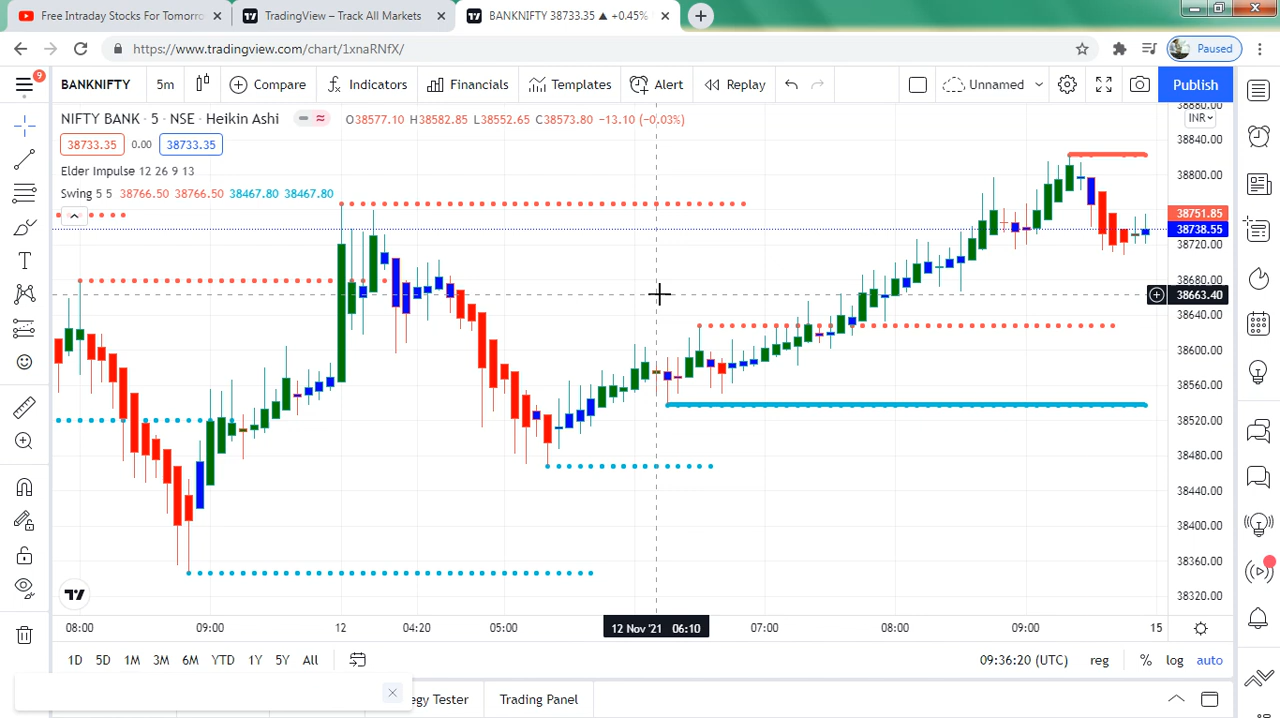 Free Intraday Stocks For Tomorro
TradingView – Track All Markets
BANKNIFTY 38733.35 ▲ +0.45%
https://www.tradingview.com/chart/1xnaRNfX/
Paused
9
BANKNIFTY
5m
Compare
Indicators
Financials
Templates
Alert
Replay
Unnamed
Publish
NIFTY BANK · 5 · NSE · Heikin Ashi
O38577.10 H38582.85 L38552.65 C38573.80 −13.10 (−0.03%)
INR
38733.35
0.00
38733.35
Elder Impulse 12 26 9 13
Swing 5 5 38766.50 38766.50 38467.80 38467.80
38880.00
38840.00
38800.00
38751.85
38738.55
38720.00
38680.00
38663.40
38640.00
38600.00
38560.00
38520.00
38480.00
38440.00
38400.00
38360.00
38320.00
08:00
09:00
12
04:20
05:00
12 Nov '21 06:10
07:00
08:00
09:00
15
1D
5D
1M
3M
6M
YTD
1Y
5Y
All
09:36:20 (UTC)
reg
%
log
auto
egy Tester
Trading Panel